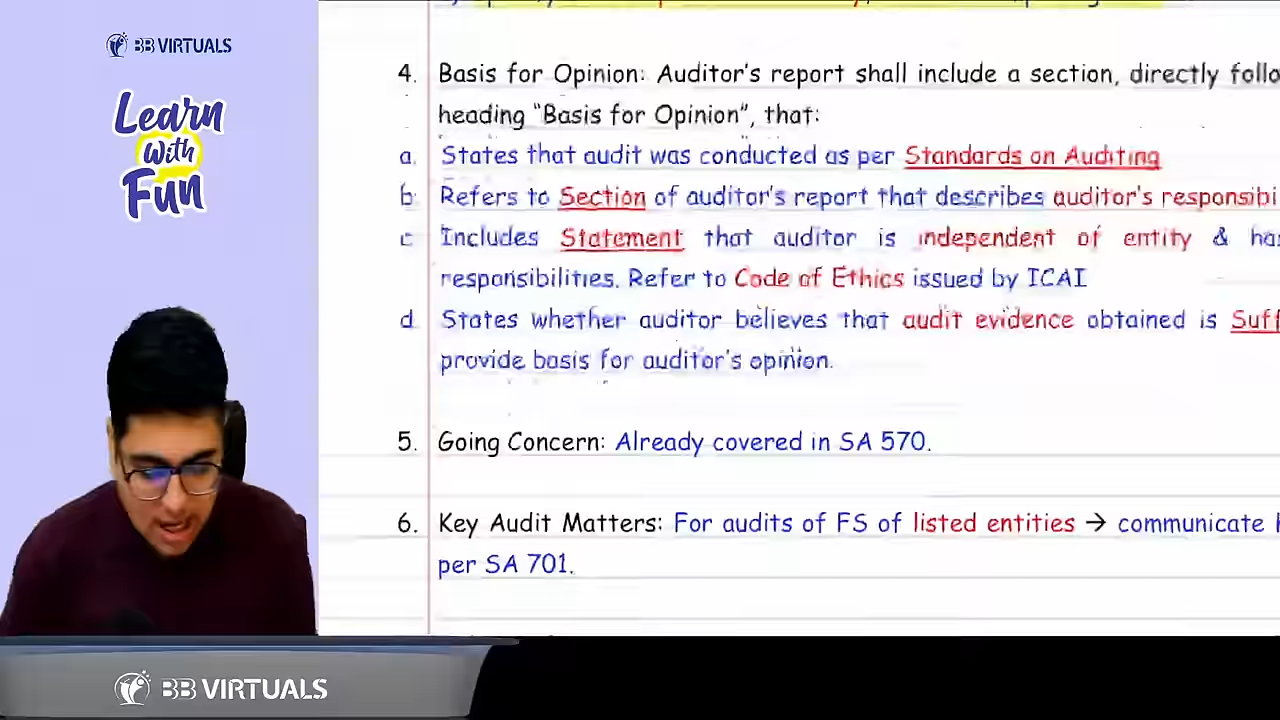 BB VIRTUALS
Learn
With
Fun
4. Basis for Opinion: Auditor's report shall include a section, directly follo
heading "Basis for Opinion", that:
a. States that audit was conducted as per Standards on Auditing
b. Refers to Section of auditor's report that describes auditor's responsibi
c. Includes Statement that auditor is independent of entity & ha
responsibilities. Refer to Code of Ethics issued by ICAI
d. States whether auditor believes that audit evidence obtained is Suff
provide basis for auditor's opinion.
5. Going Concern: Already covered in SA 570.
6. Key Audit Matters: For audits of FS of listed entities → communicate
per SA 701.
BB VIRTUALS